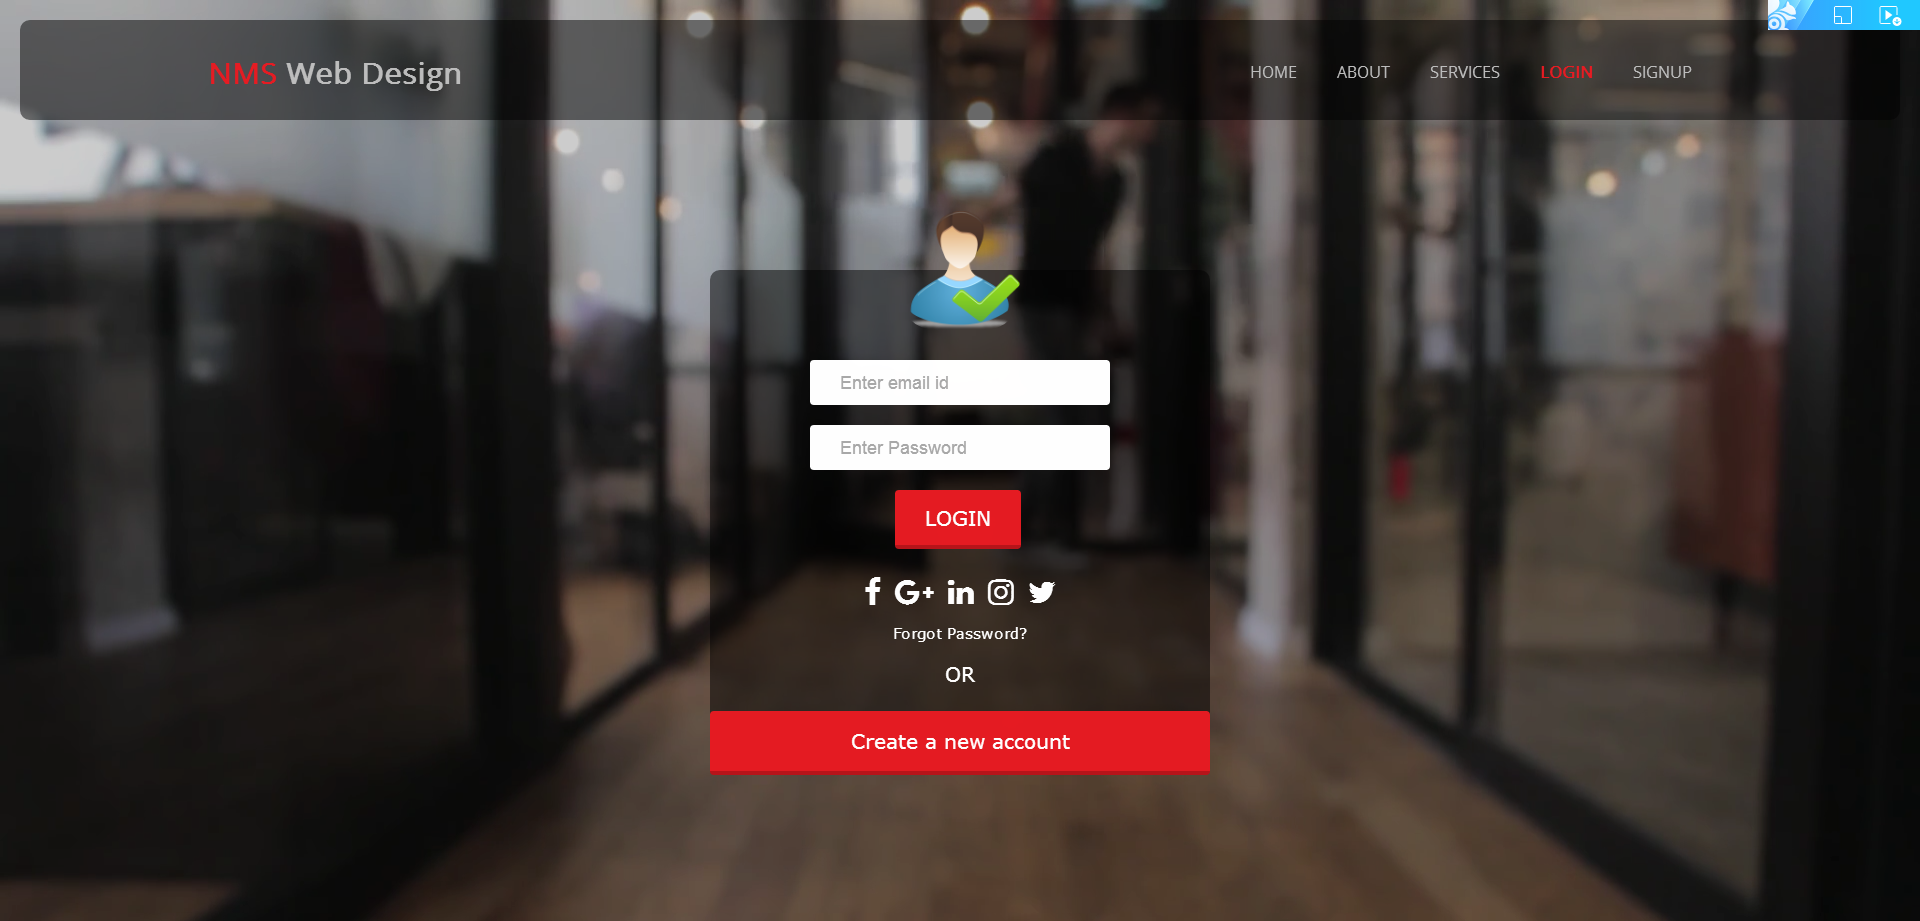 NMS Web Design
HOME ABOUT SERVICES LOGIN SIGNUP
Enter email id
Enter Password
LOGIN
Forgot Password?
OR
Create a new account